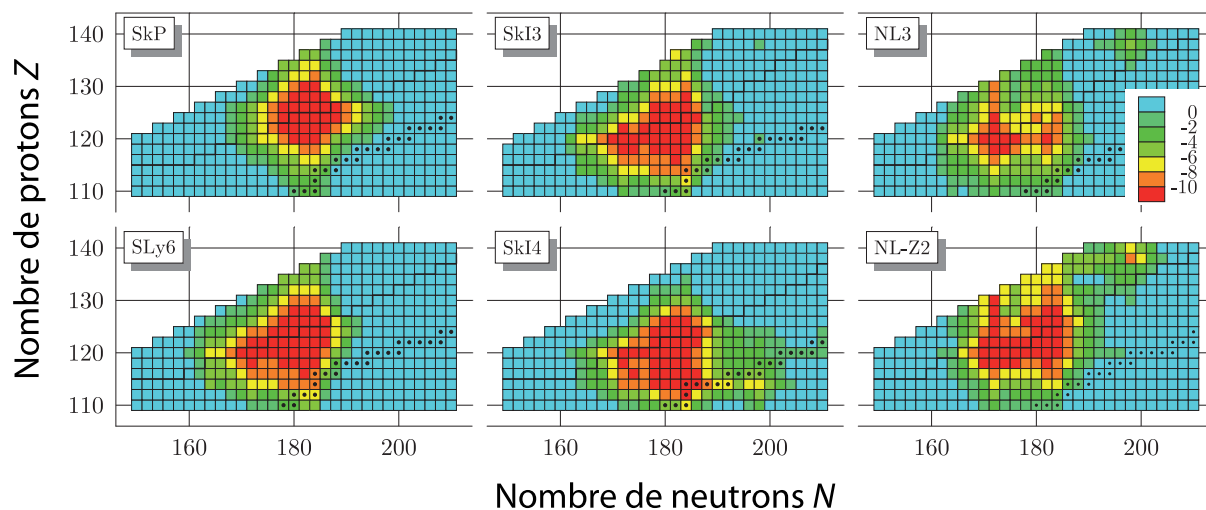 Nombre de protons Z
140
130
120
110
SkP
SkI3
NL3
0
-2
-4
-6
-8
-10
140
130
120
110
SLy6
SkI4
NL-Z2
160 180 200
160 180 200
160 180 200
Nombre de neutrons N